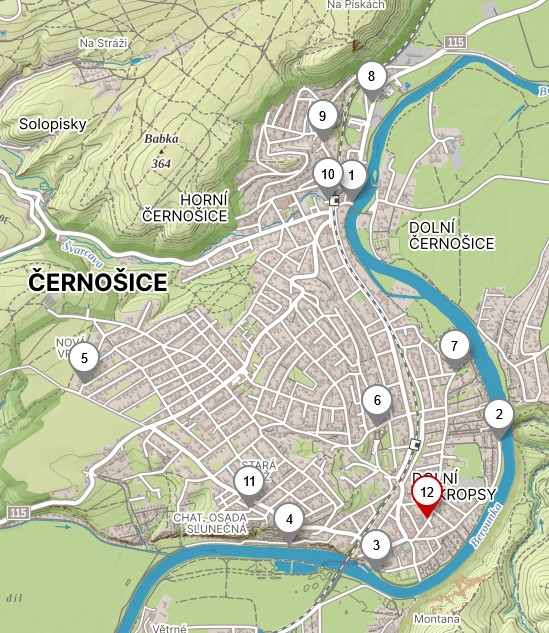 Na Pískách
Na Stráži
115
8
Solopisky
9
Babka
364
10
1
HORNÍ
ČERNOŠICE
DOLNÍ
ČERNOŠICE
Švarcava
ČERNOŠICE
NOVÁ
5
7
6
2
STARÁ
11
DOLNÍ
KROPSY
12
115
CHAT. OSADA
SLUNEČNÁ
4
Berounka
3
díl
Montana
Větrné